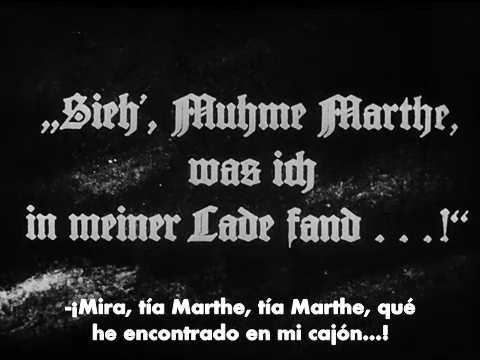 „Sieh', Muhme Marthe,
was ich
in meiner Lade fand . . .!“
-¡Mira, tía Marthe, tía Marthe, qué
he encontrado en mi cajón...!